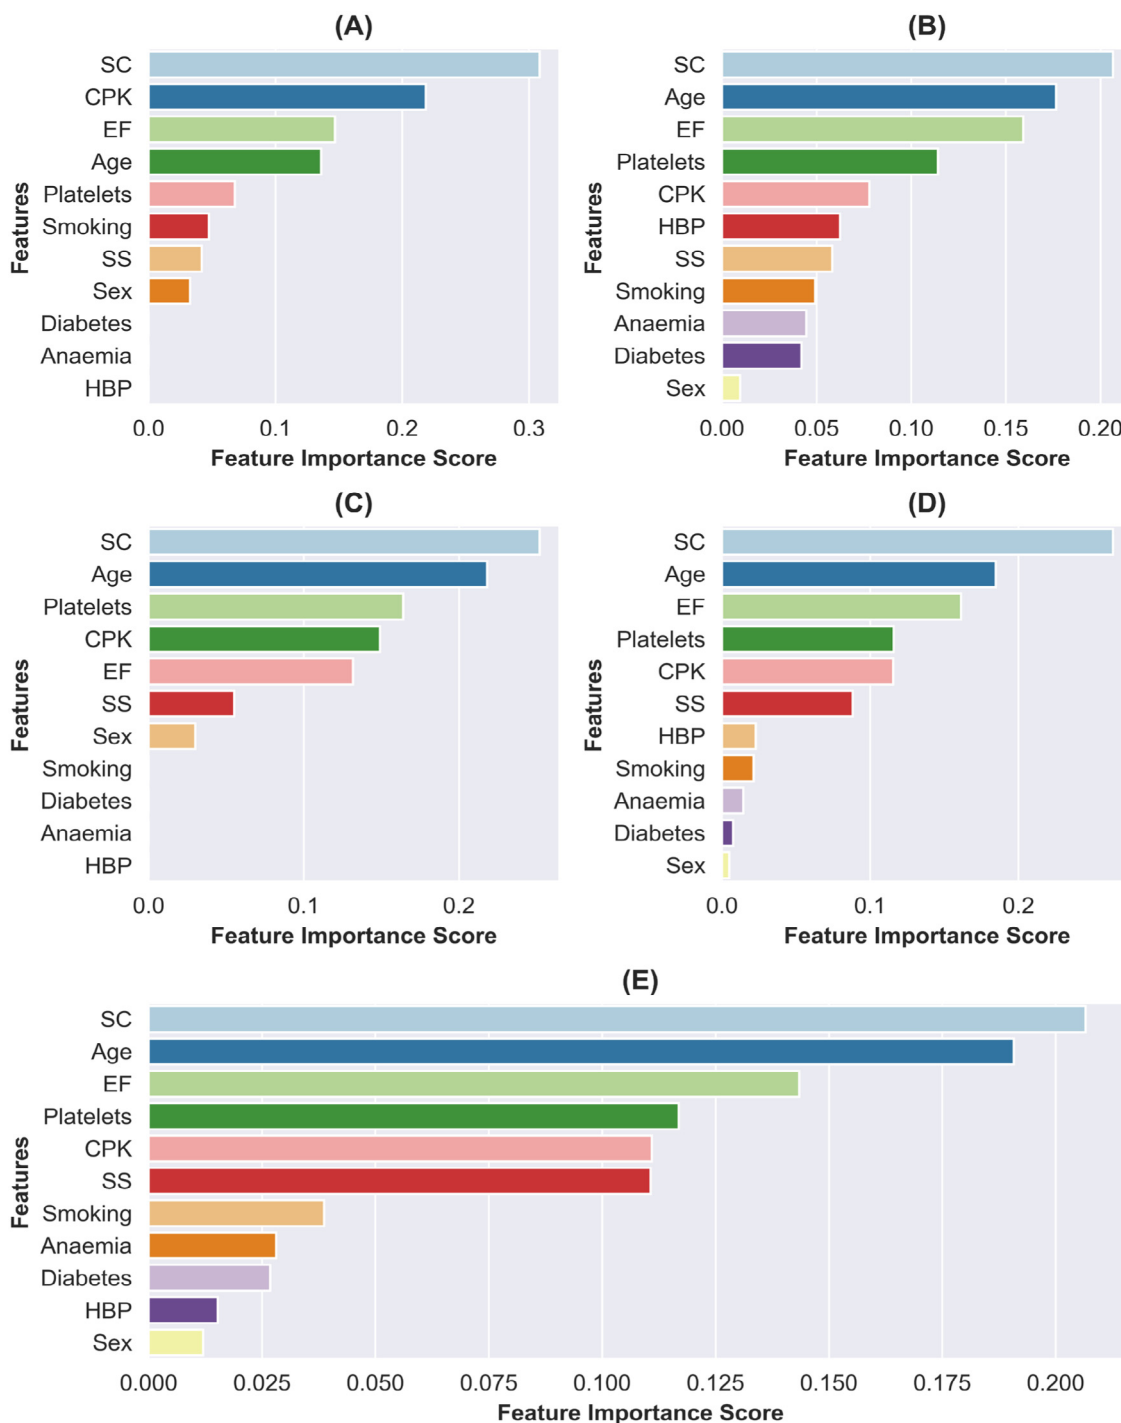 (A)
SC
CPK
EF
Age
Platelets
Smoking
SS
Sex
Diabetes
Anaemia
HBP
Features
0.0 0.1 0.2 0.3
Feature Importance Score
(B)
SC
Age
EF
Platelets
CPK
HBP
SS
Smoking
Anaemia
Diabetes
Sex
Features
0.00 0.05 0.10 0.15 0.20
Feature Importance Score
(C)
SC
Age
Platelets
CPK
EF
SS
Sex
Smoking
Diabetes
Anaemia
HBP
Features
0.0 0.1 0.2
Feature Importance Score
(D)
SC
Age
EF
Platelets
CPK
SS
HBP
Smoking
Anaemia
Diabetes
Sex
Features
0.0 0.1 0.2
Feature Importance Score
(E)
SC
Age
EF
Platelets
CPK
SS
Smoking
Anaemia
Diabetes
HBP
Sex
Features
0.000 0.025 0.050 0.075 0.100 0.125 0.150 0.175 0.200
Feature Importance Score